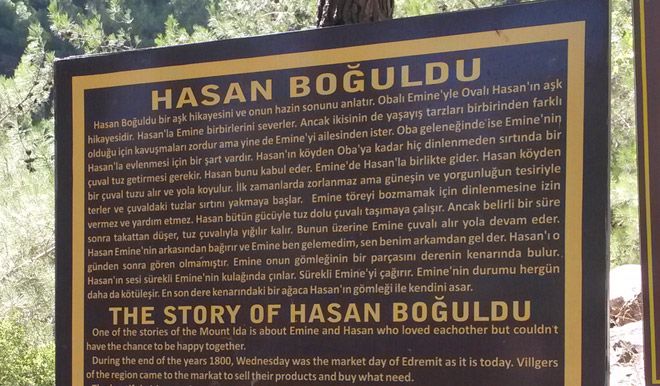 HASAN BOĞULDU
Hasan Boğuldu bir aşk hikayesini ve onun hazin sonunu anlatır. Obalı Emine'yle Ovalı Hasan'ın aşk
hikayesidir. Hasan'la Emine birbirlerini severler. Ancak ikisinin de yaşayış tarzları birbirinden farklı
olduğu için kavuşmaları zordur ama yine de Emine'yi ailesinden ister. Oba geleneğinde ise Emine'nin
Hasan'la evlenmesi için bir şart vardır. Hasan'ın köyden Oba'ya kadar hiç dinlenmeden sırtında bir
çuval tuz getirmesi gerekir. Hasan bunu kabul eder. Emine'de Hasan'la birlikte gider. Hasan köyden
bir çuval tuzu alır ve yola koyulur. İlk zamanlarda zorlanmaz ama güneşin ve yorgunluğun tesiriyle
terler ve çuvaldaki tuzlar sırtını yakmaya başlar. Emine töreyi bozmamak için dinlenmesine izin
vermez ve yardım etmez. Hasan bütün gücüyle tuz dolu çuvalı taşımaya çalışır. Ancak belirli bir süre
sonra takattan düşer, tuz çuvalıyla yığılır kalır. Bunun üzerine Emine çuvalı alır yola devam eder.
Hasan Emine'nin arkasından bağırır ve Emine ben gelemedim, sen benim arkamdan gel der. Hasan'ı o
günden sonra gören olmamıştır. Emine onun gömleğinin bir parçasını derenin kenarında bulur.
Hasan'ın sesi sürekli Emine'nin kulağında çınlar. Sürekli Emine'yi çağırır. Emine'nin durumu hergün
daha da kötüleşir. En son dere kenarındaki bir ağaca Hasan'ın gömleği ile kendini asar.
THE STORY OF HASAN BOĞULDU
One of the stories of the Mount Ida is about Emine and Hasan who loved eachother but couldn't
have the chance to be happy together.
During the end of the years 1800, Wednesday was the market day of Edremit as it is today. Villgers
of the region came to the markat to sell their products and buy what need.